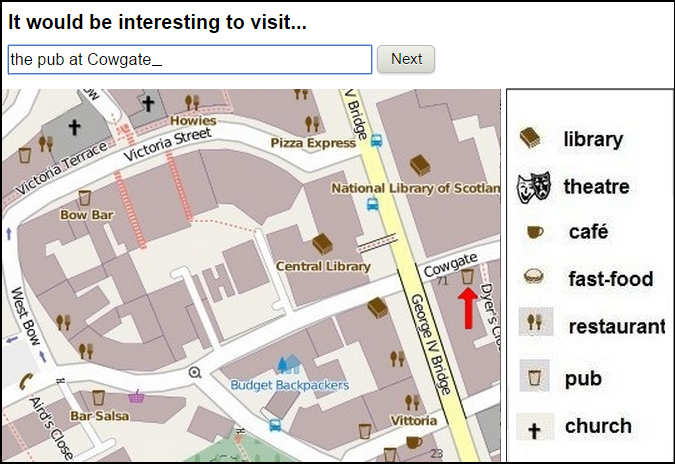 It would be interesting to visit...
the pub at Cowgate_
Next
V Bridge
Howies
Victoria Street
Pizza Express
Victoria Terrace
National Library of Scotlan
Bow Bar
Central Library
Cowgate
71
Dyer's Clo
West Bow
George IV Bridge
Budget Backpackers
Bar Salsa
Vittoria
Aird's Close
23
library
theatre
café
fast-food
restaurant
pub
church